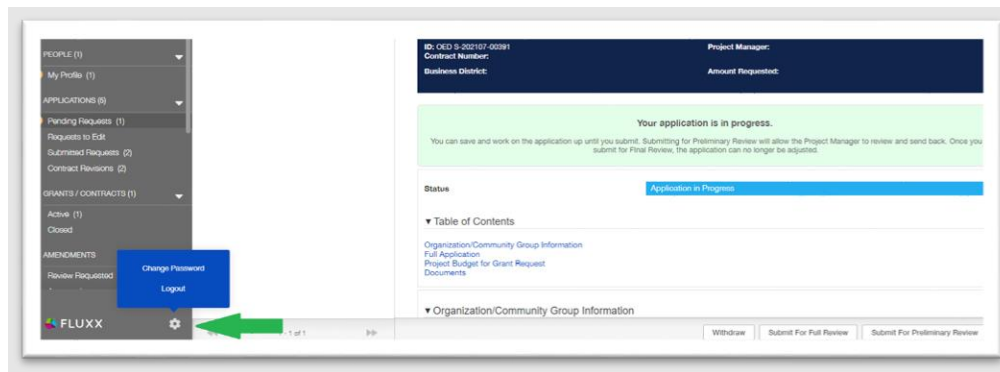 PEOPLE (1)
My Profile (1)
APPLICATIONS (5)
Pending Requests (1)
Requests to Edit
Submitted Requests (2)
Contract Revisions (2)
GRANTS / CONTRACTS (1)
Active (1)
Closed
AMENDMENTS
Review Requested
Change Password
Logout
FLUXX
- 1 of 1
ID: OED S-202107-00391
Contract Number:
Project Manager:
Business District:
Amount Requested:
Your application is in progress.
You can save and work on the application up until you submit. Submitting for Preliminary Review will allow the Project Manager to review and send back. Once you
submit for Final Review, the application can no longer be adjusted.
Status
Application in Progress
▼ Table of Contents
Organization/Community Group Information
Full Application
Project Budget for Grant Request
Documents
▼ Organization/Community Group Information
Withdraw
Submit For Full Review
Submit For Preliminary Review